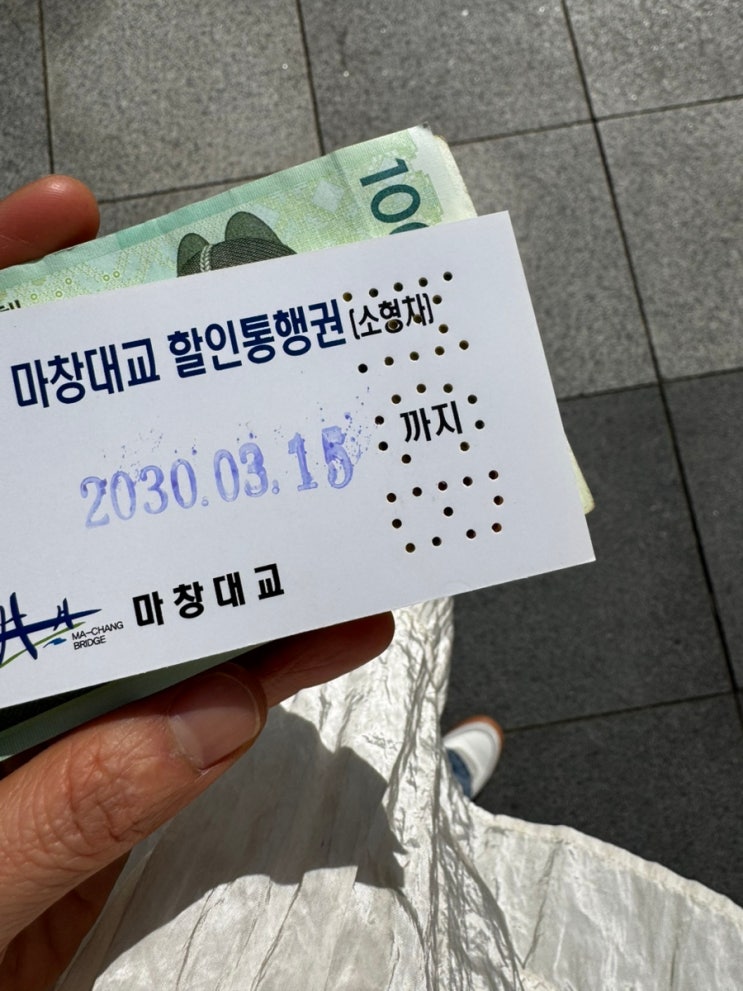 100
마창대교 할인통행권 (소형차)
2030.03.15 까지
마창대교
MA-CHANG
BRIDGE